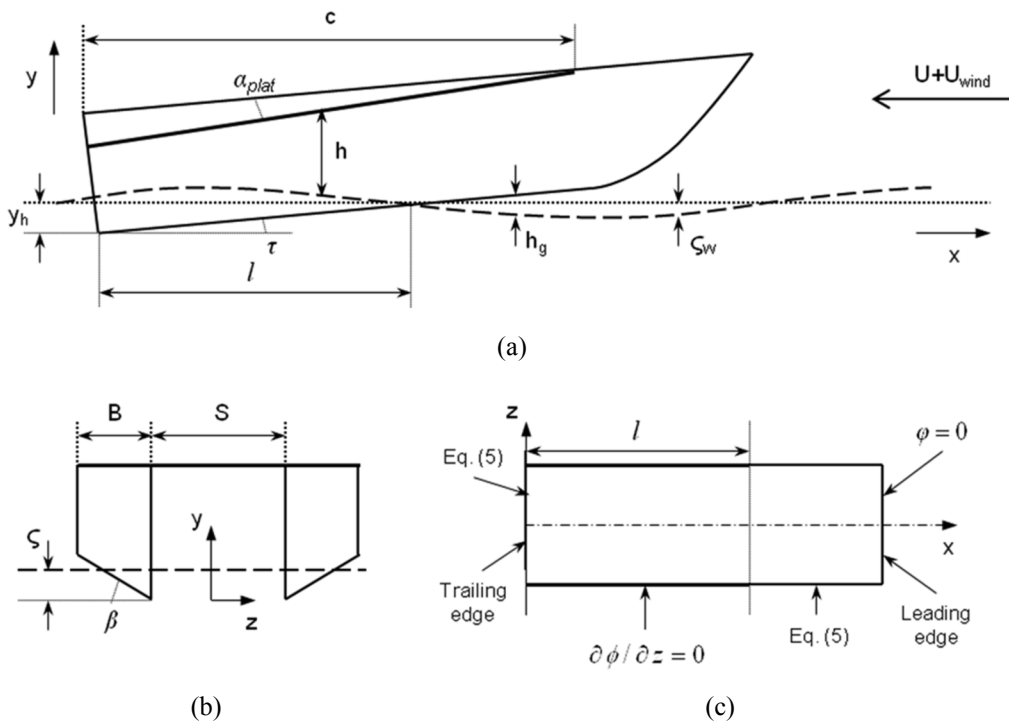 c
y
α_plat
U+U_wind
h
y_h
τ
h_g
ς_w
x
l
(a)
B
S
ς
y
β
z
(b)
z
l
φ=0
Eq. (5)
x
Trailing
edge
Eq. (5)
Leading
edge
∂ϕ/∂z=0
(c)